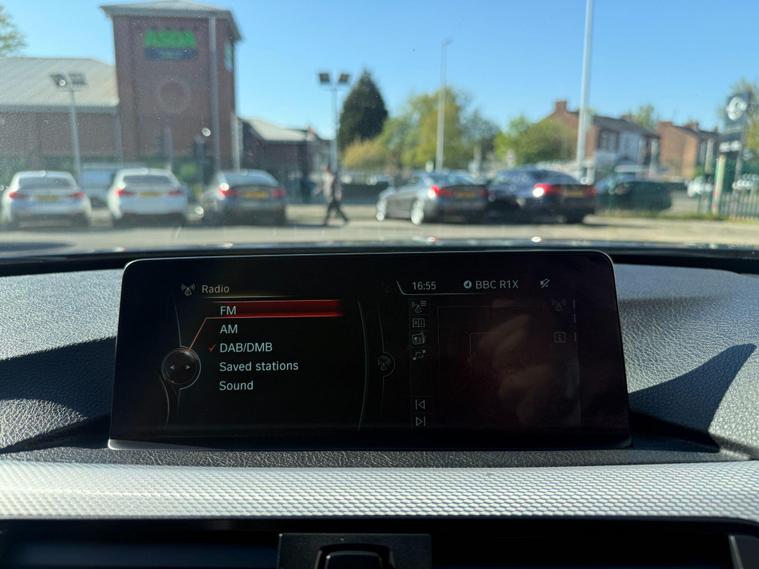 ASDA
Radio
16:55
BBC R1X
FM
AM
DAB/DMB
Saved stations
Sound